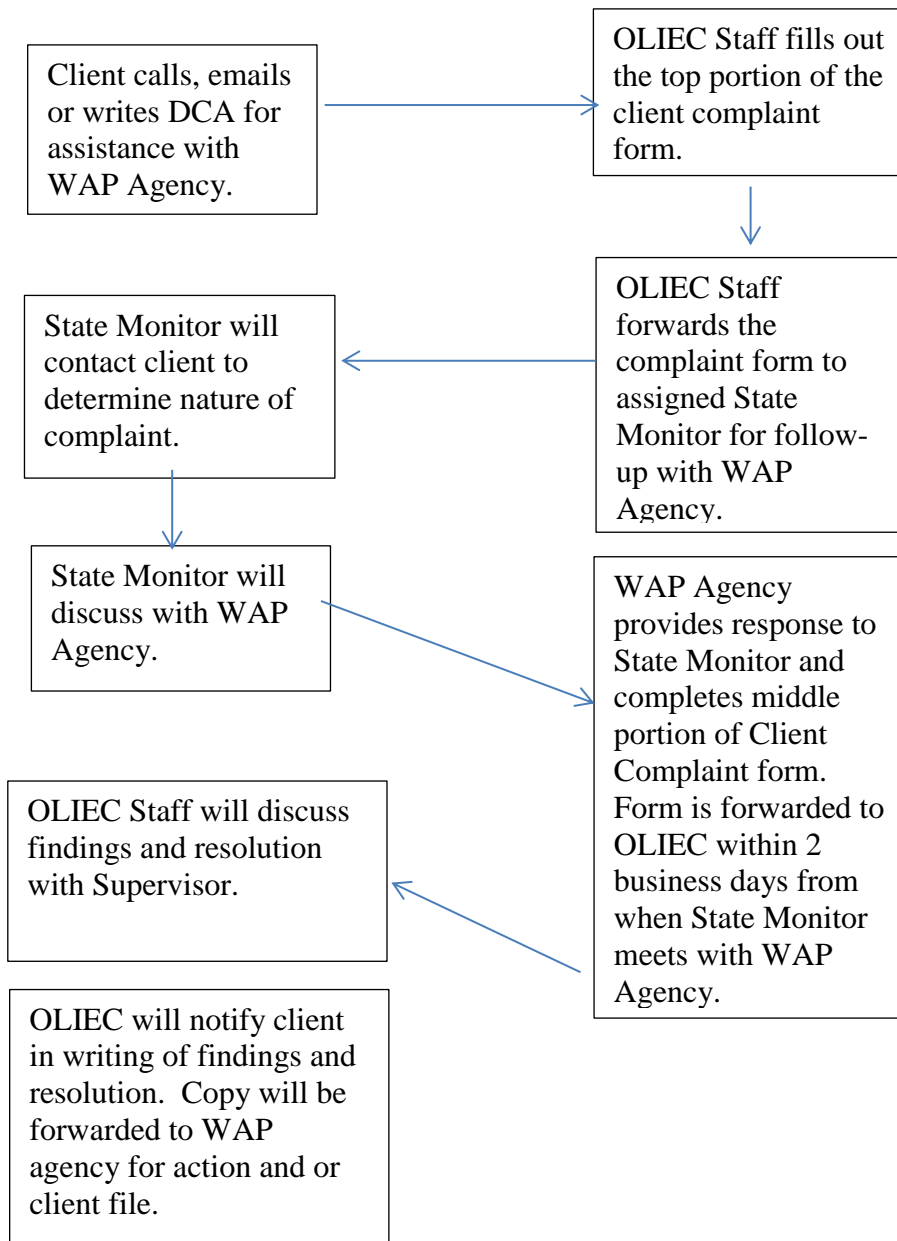 Client calls, emails
or writes DCA for
assistance with
WAP Agency.
OLIEC Staff fills out
the top portion of the
client complaint
form.
OLIEC Staff
forwards the
complaint form to
assigned State
Monitor for follow-
up with WAP
Agency.
State Monitor will
contact client to
determine nature of
complaint.
State Monitor will
discuss with WAP
Agency.
WAP Agency
provides response to
State Monitor and
completes middle
portion of Client
Complaint form.
Form is forwarded to
OLIEC within 2
business days from
when State Monitor
meets with WAP
Agency.
OLIEC Staff will discuss
findings and resolution
with Supervisor.
OLIEC will notify client
in writing of findings and
resolution.  Copy will be
forwarded to WAP
agency for action and or
client file.